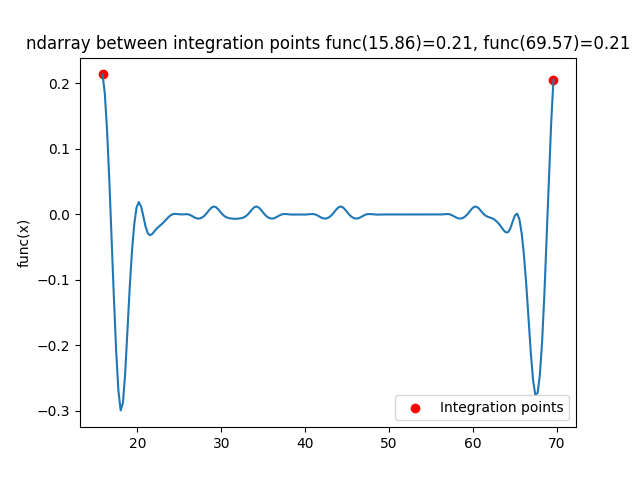 ndarray between integration points func(15.86)=0.21, func(69.57)=0.21
func(x)
0.2
0.1
0.0
−0.1
−0.2
−0.3
Integration points
20 30 40 50 60 70